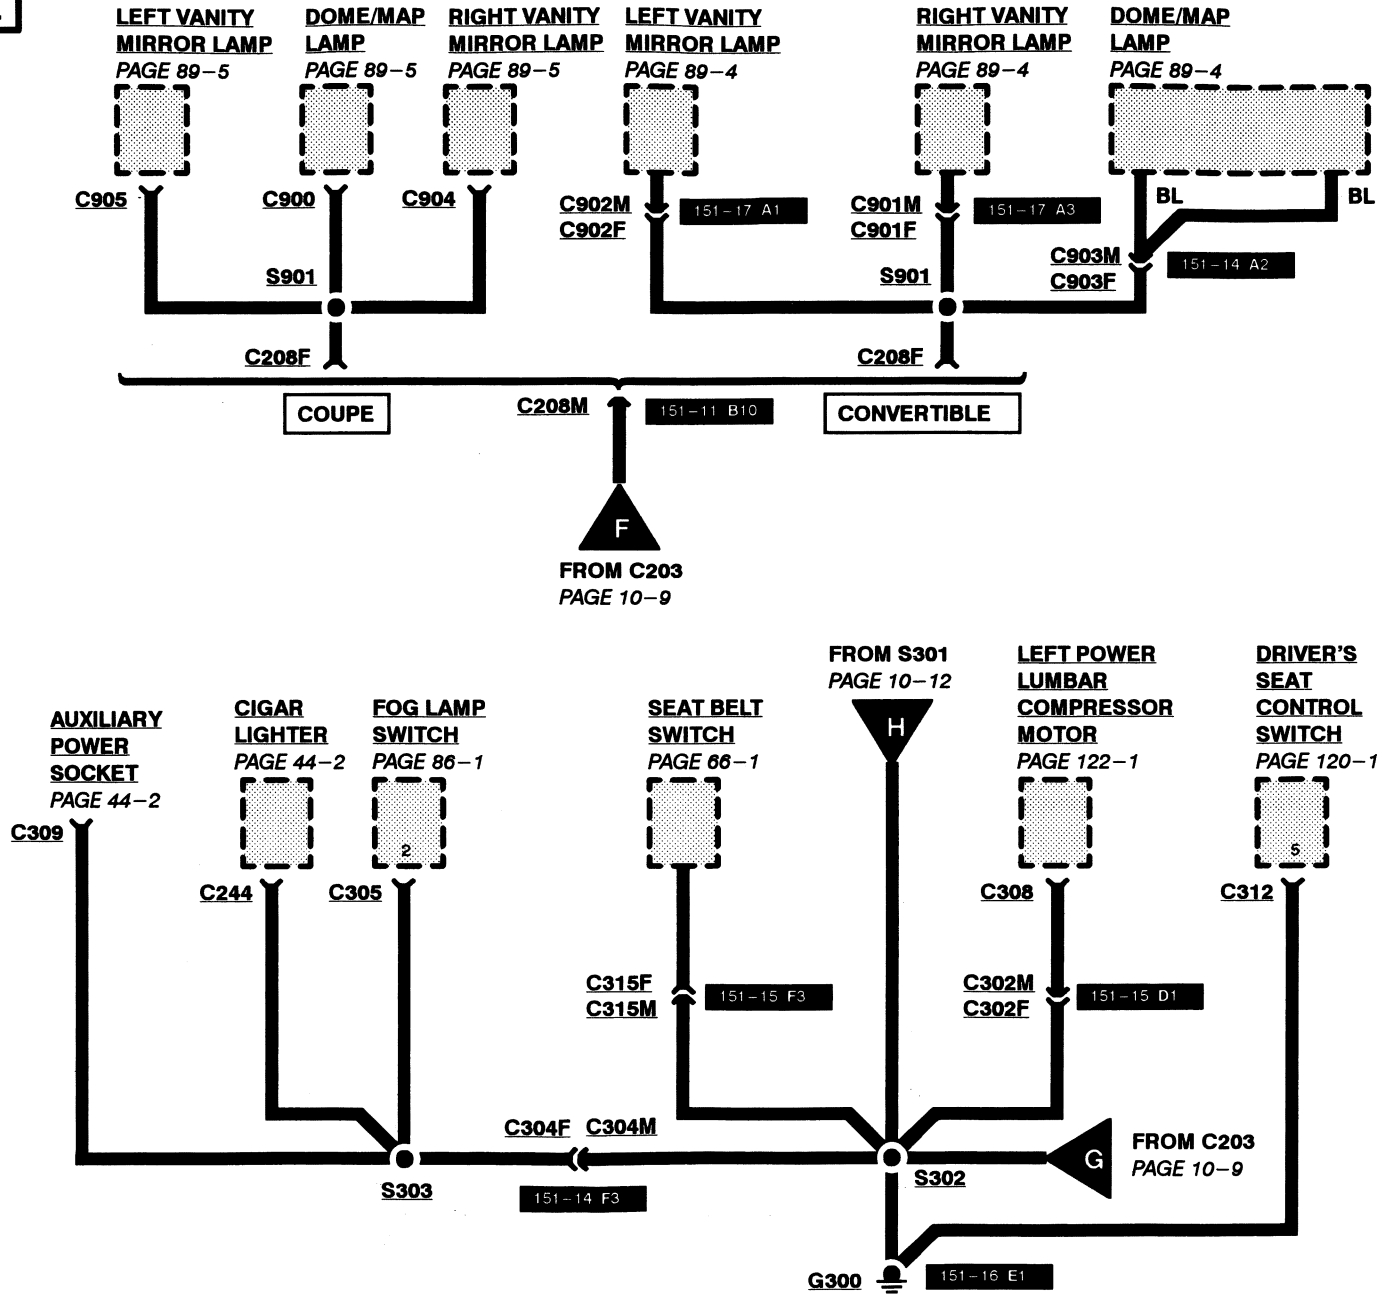 LEFT VANITY
MIRROR LAMP
PAGE 89-5
DOME/MAP
LAMP
PAGE 89-5
RIGHT VANITY
MIRROR LAMP
PAGE 89-5
LEFT VANITY
MIRROR LAMP
PAGE 89-4
RIGHT VANITY
MIRROR LAMP
PAGE 89-4
DOME/MAP
LAMP
PAGE 89-4
C905
C900
C904
C902M
C902F
151-17 A1
C901M
C901F
151-17 A3
BL
BL
C903M
C903F
151-14 A2
S901
S901
C208F
C208F
COUPE
C208M
151-11 B10
CONVERTIBLE
F
FROM C203
PAGE 10-9
AUXILIARY
POWER
SOCKET
PAGE 44-2
CIGAR
LIGHTER
PAGE 44-2
FOG LAMP
SWITCH
PAGE 86-1
SEAT BELT
SWITCH
PAGE 66-1
FROM S301
PAGE 10-12
H
LEFT POWER
LUMBAR
COMPRESSOR
MOTOR
PAGE 122-1
DRIVER'S
SEAT
CONTROL
SWITCH
PAGE 120-1
C309
2
5
C244
C305
C308
C312
C315F
C315M
151-15 F3
C302M
C302F
151-15 D1
C304F
C304M
S303
151-14 F3
S302
G
FROM C203
PAGE 10-9
G300
151-16 E1